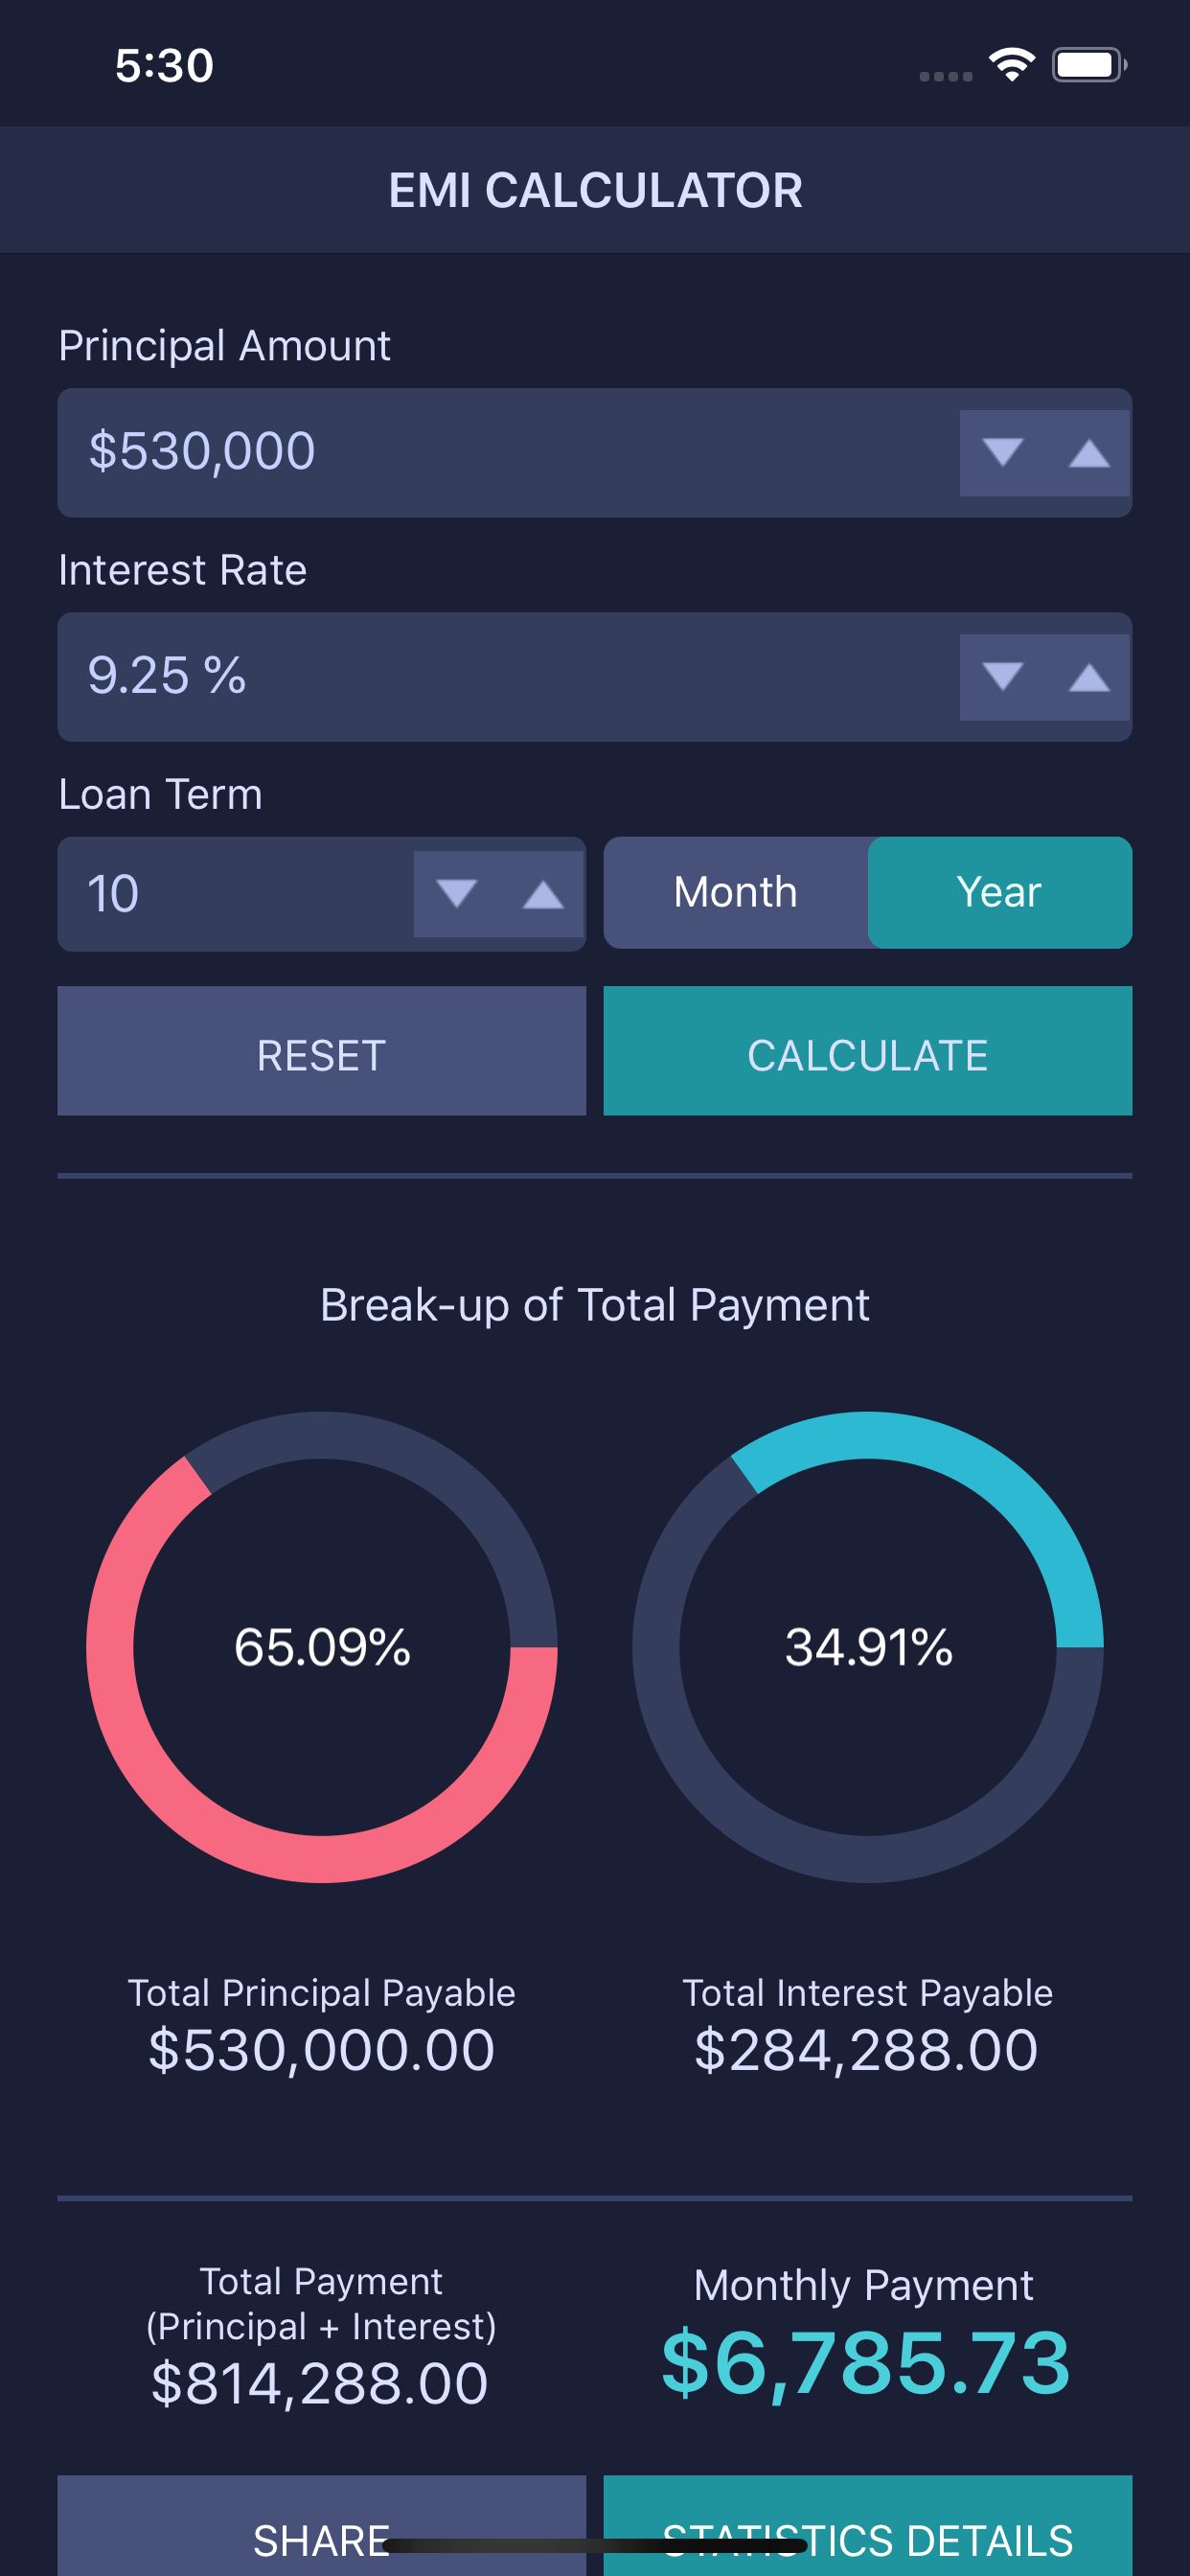 5:30
EMI CALCULATOR
Principal Amount
$530,000
Interest Rate
9.25 %
Loan Term
10
Month
Year
RESET
CALCULATE
Break-up of Total Payment
65.09%
34.91%
Total Principal Payable
$530,000.00
Total Interest Payable
$284,288.00
Total Payment
(Principal + Interest)
$814,288.00
Monthly Payment
$6,785.73
SHARE
STATISTICS DETAILS